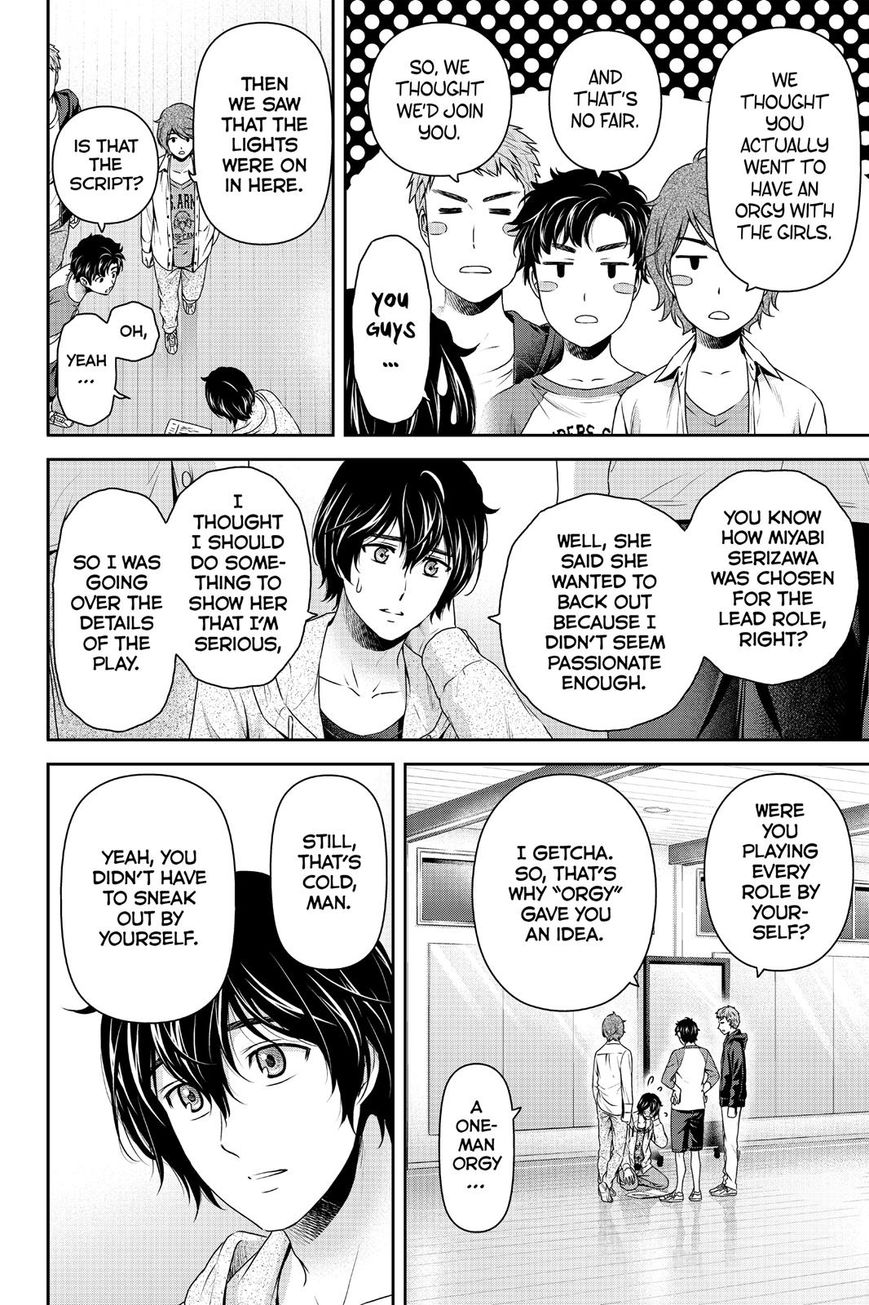 WE
THOUGHT
YOU
ACTUALLY
WENT TO
HAVE AN
ORGY WITH
THE GIRLS.
AND
THAT'S
NO FAIR.
SO, WE
THOUGHT
WE'D JOIN
YOU.
YOU
GUYS
...
THEN
WE SAW
THAT THE
LIGHTS
WERE ON
IN HERE.
IS THAT
THE
SCRIPT?
OH,
YEAH
...
YOU KNOW
HOW MIYABI
SERIZAWA
WAS CHOSEN
FOR THE
LEAD ROLE,
RIGHT?
WELL, SHE
SAID SHE
WANTED TO
BACK OUT
BECAUSE I
DIDN'T SEEM
PASSIONATE
ENOUGH.
I
THOUGHT
I SHOULD
DO SOME-
THING TO
SHOW HER
THAT I'M
SERIOUS,
SO I WAS
GOING
OVER THE
DETAILS
OF THE
PLAY.
WERE
YOU
PLAYING
EVERY
ROLE BY
YOUR-
SELF?
I GETCHA.
SO, THAT'S
WHY "ORGY"
GAVE YOU
AN IDEA.
A
ONE-
MAN
ORGY
...
STILL,
THAT'S
COLD,
MAN.
YEAH, YOU
DIDN'T HAVE
TO SNEAK
OUT BY
YOURSELF.